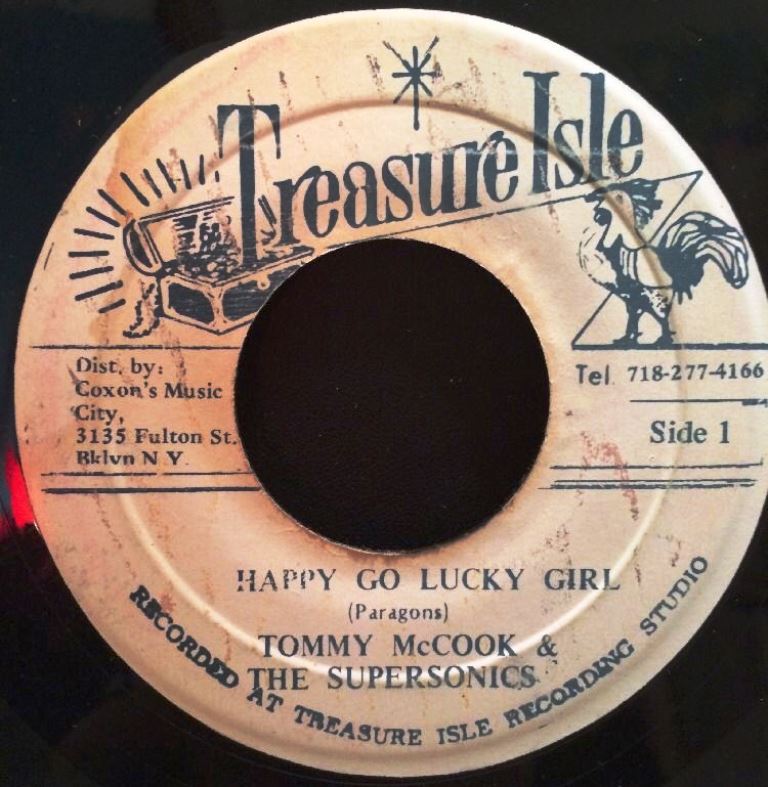 Treasure Isle
Dist. by:
Coxon's Music
City,
3135 Fulton St.
Bklyn N Y.
Tel. 718-277-4166
Side 1
HAPPY GO LUCKY GIRL
(Paragons)
TOMMY McCOOK &
THE SUPERSONICS
RECORDED AT TREASURE ISLE RECORDING STUDIO